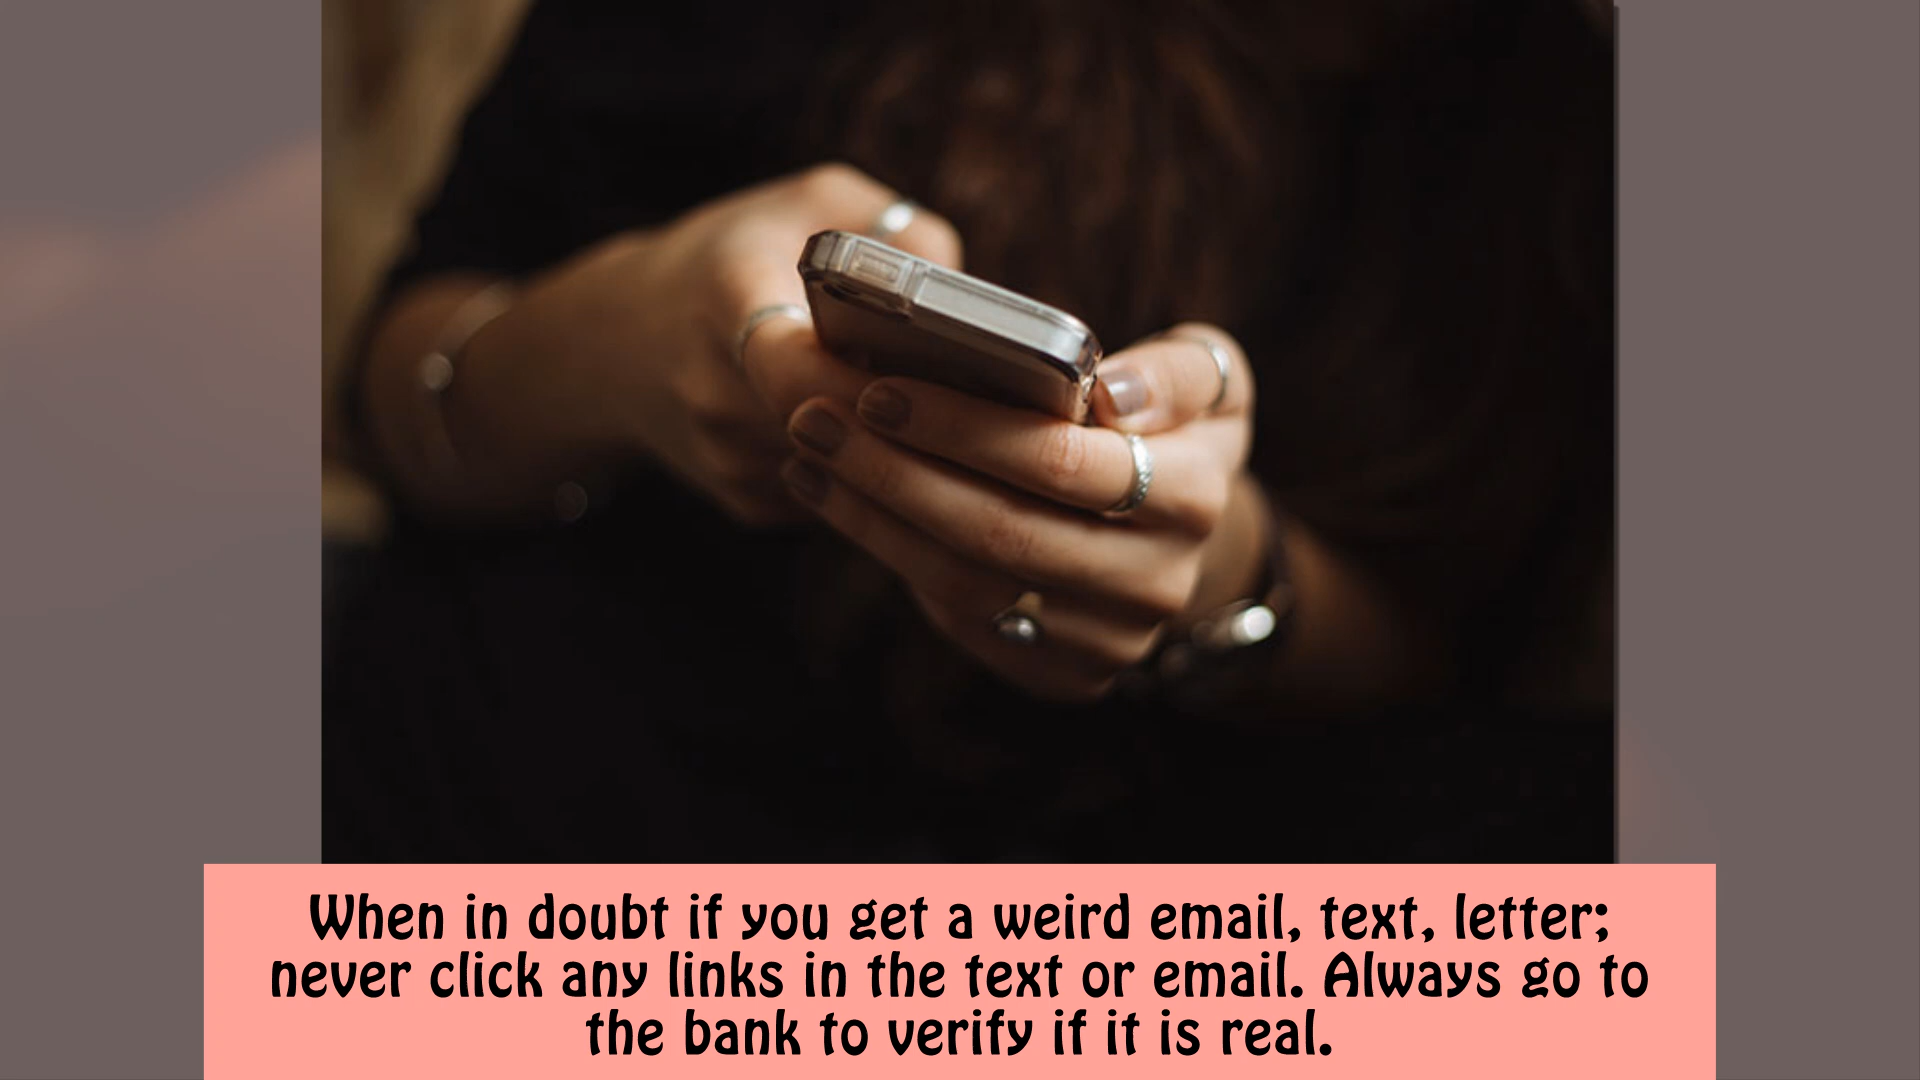 When in doubt if you get a weird email, text, letter;
never click any links in the text or email. Always go to
the bank to verify if it is real.